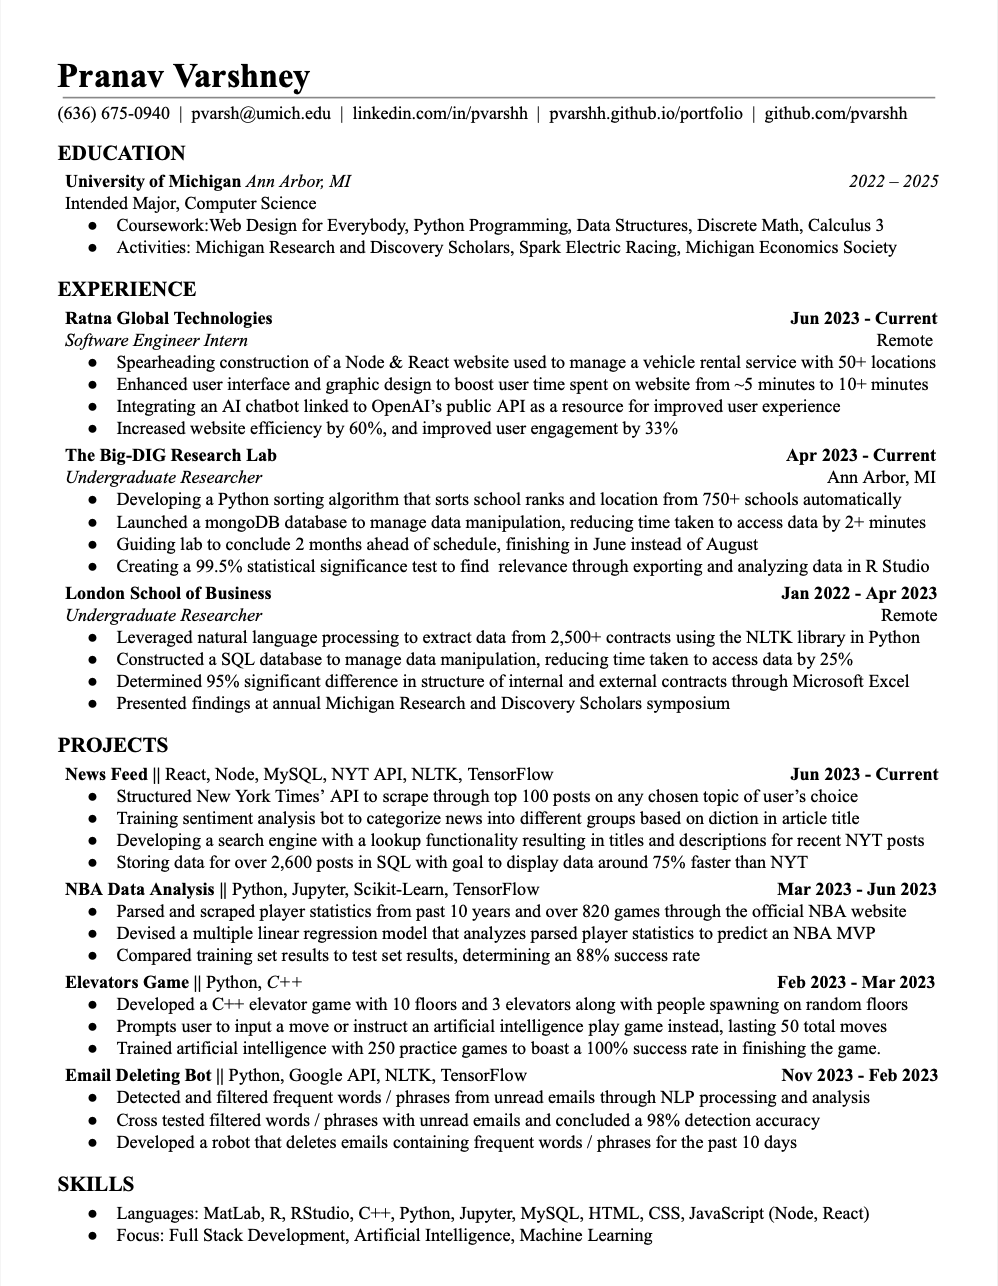 Pranav Varshney
(636) 675-0940 | pvarsh@umich.edu | linkedin.com/in/pvarshh | pvarshh.github.io/portfolio | github.com/pvarshh
EDUCATION
University of Michigan Ann Arbor, MI 2022 – 2025
Intended Major, Computer Science
● Coursework:Web Design for Everybody, Python Programming, Data Structures, Discrete Math, Calculus 3
● Activities: Michigan Research and Discovery Scholars, Spark Electric Racing, Michigan Economics Society
EXPERIENCE
Ratna Global Technologies Jun 2023 - Current
Software Engineer Intern Remote
● Spearheading construction of a Node & React website used to manage a vehicle rental service with 50+ locations
● Enhanced user interface and graphic design to boost user time spent on website from ~5 minutes to 10+ minutes
● Integrating an AI chatbot linked to OpenAI’s public API as a resource for improved user experience
● Increased website efficiency by 60%, and improved user engagement by 33%
The Big-DIG Research Lab Apr 2023 - Current
Undergraduate Researcher Ann Arbor, MI
● Developing a Python sorting algorithm that sorts school ranks and location from 750+ schools automatically
● Launched a mongoDB database to manage data manipulation, reducing time taken to access data by 2+ minutes
● Guiding lab to conclude 2 months ahead of schedule, finishing in June instead of August
● Creating a 99.5% statistical significance test to find relevance through exporting and analyzing data in R Studio
London School of Business Jan 2022 - Apr 2023
Undergraduate Researcher Remote
● Leveraged natural language processing to extract data from 2,500+ contracts using the NLTK library in Python
● Constructed a SQL database to manage data manipulation, reducing time taken to access data by 25%
● Determined 95% significant difference in structure of internal and external contracts through Microsoft Excel
● Presented findings at annual Michigan Research and Discovery Scholars symposium
PROJECTS
News Feed || React, Node, MySQL, NYT API, NLTK, TensorFlow Jun 2023 - Current
● Structured New York Times’ API to scrape through top 100 posts on any chosen topic of user’s choice
● Training sentiment analysis bot to categorize news into different groups based on diction in article title
● Developing a search engine with a lookup functionality resulting in titles and descriptions for recent NYT posts
● Storing data for over 2,600 posts in SQL with goal to display data around 75% faster than NYT
NBA Data Analysis || Python, Jupyter, Scikit-Learn, TensorFlow Mar 2023 - Jun 2023
● Parsed and scraped player statistics from past 10 years and over 820 games through the official NBA website
● Devised a multiple linear regression model that analyzes parsed player statistics to predict an NBA MVP
● Compared training set results to test set results, determining an 88% success rate
Elevators Game || Python, C++ Feb 2023 - Mar 2023
● Developed a C++ elevator game with 10 floors and 3 elevators along with people spawning on random floors
● Prompts user to input a move or instruct an artificial intelligence play game instead, lasting 50 total moves
● Trained artificial intelligence with 250 practice games to boast a 100% success rate in finishing the game.
Email Deleting Bot || Python, Google API, NLTK, TensorFlow Nov 2023 - Feb 2023
● Detected and filtered frequent words / phrases from unread emails through NLP processing and analysis
● Cross tested filtered words / phrases with unread emails and concluded a 98% detection accuracy
● Developed a robot that deletes emails containing frequent words / phrases for the past 10 days
SKILLS
● Languages: MatLab, R, RStudio, C++, Python, Jupyter, MySQL, HTML, CSS, JavaScript (Node, React)
● Focus: Full Stack Development, Artificial Intelligence, Machine Learning